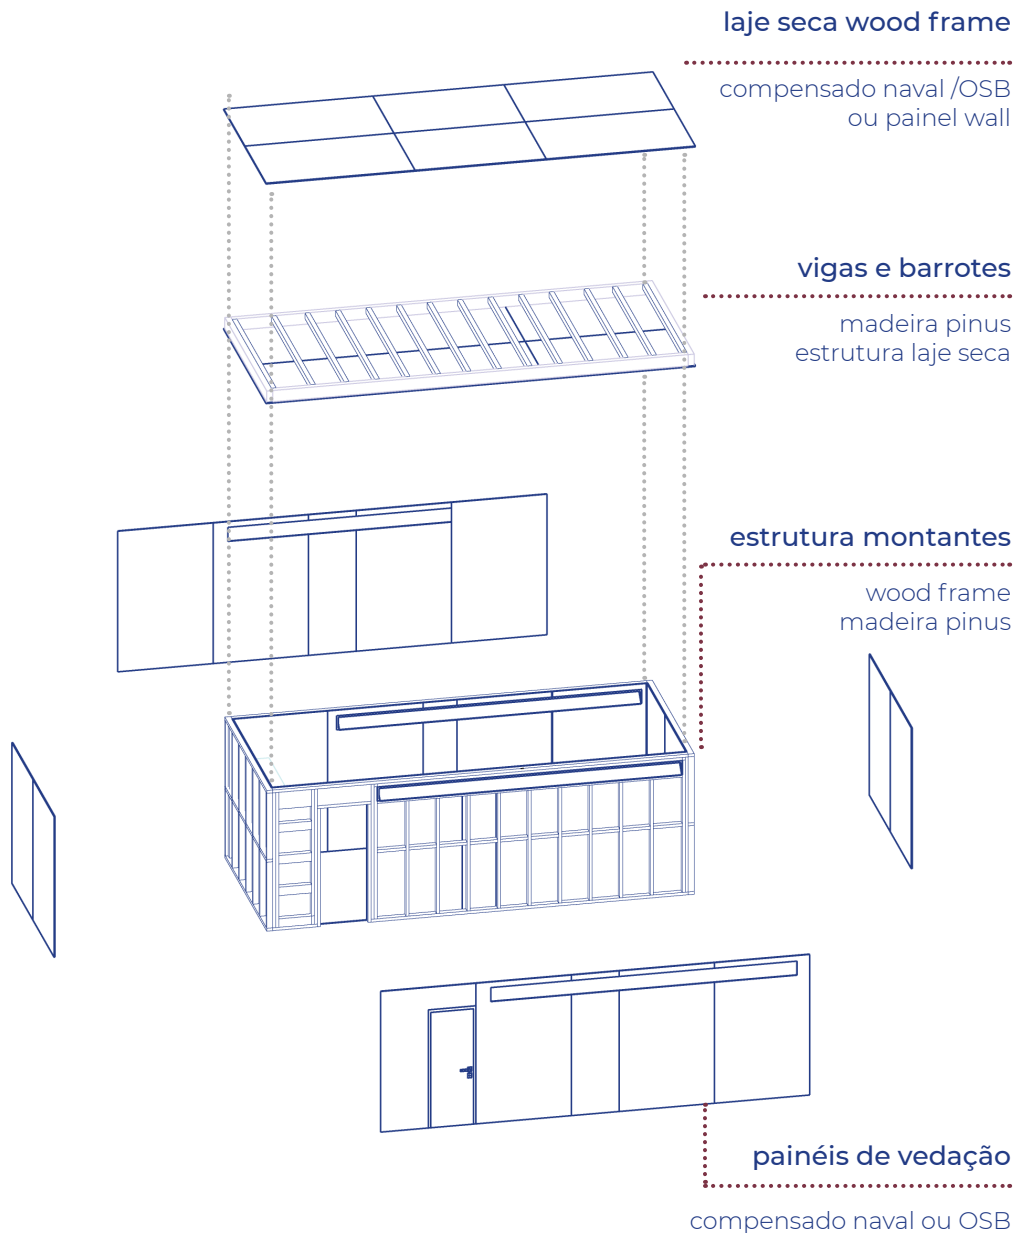 laje seca wood frame
compensado naval /OSB
ou painel wall
vigas e barrotes
madeira pinus
estrutura laje seca
estrutura montantes
wood frame
madeira pinus
painéis de vedação
compensado naval ou OSB